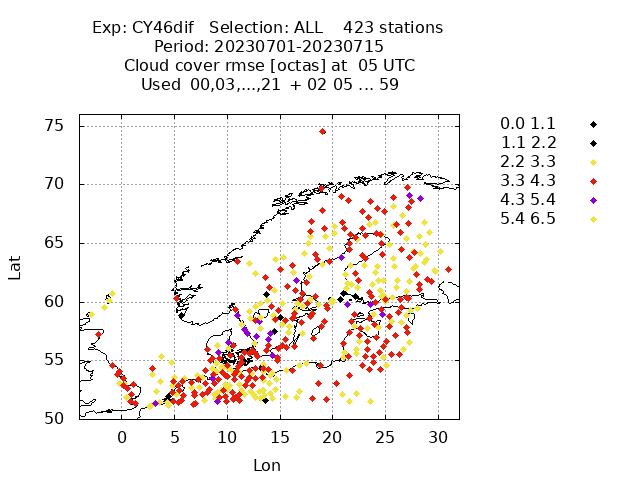 Exp: CY46dif Selection: ALL 423 stations
Period: 20230701-20230715
Cloud cover rmse [octas] at 05 UTC
Used 00,03,...,21 + 02 05 ... 59
75
70
65
60
55
50
Lat
0 5 10 15 20 25 30
Lon
0.0 1.1
1.1 2.2
2.2 3.3
3.3 4.3
4.3 5.4
5.4 6.5